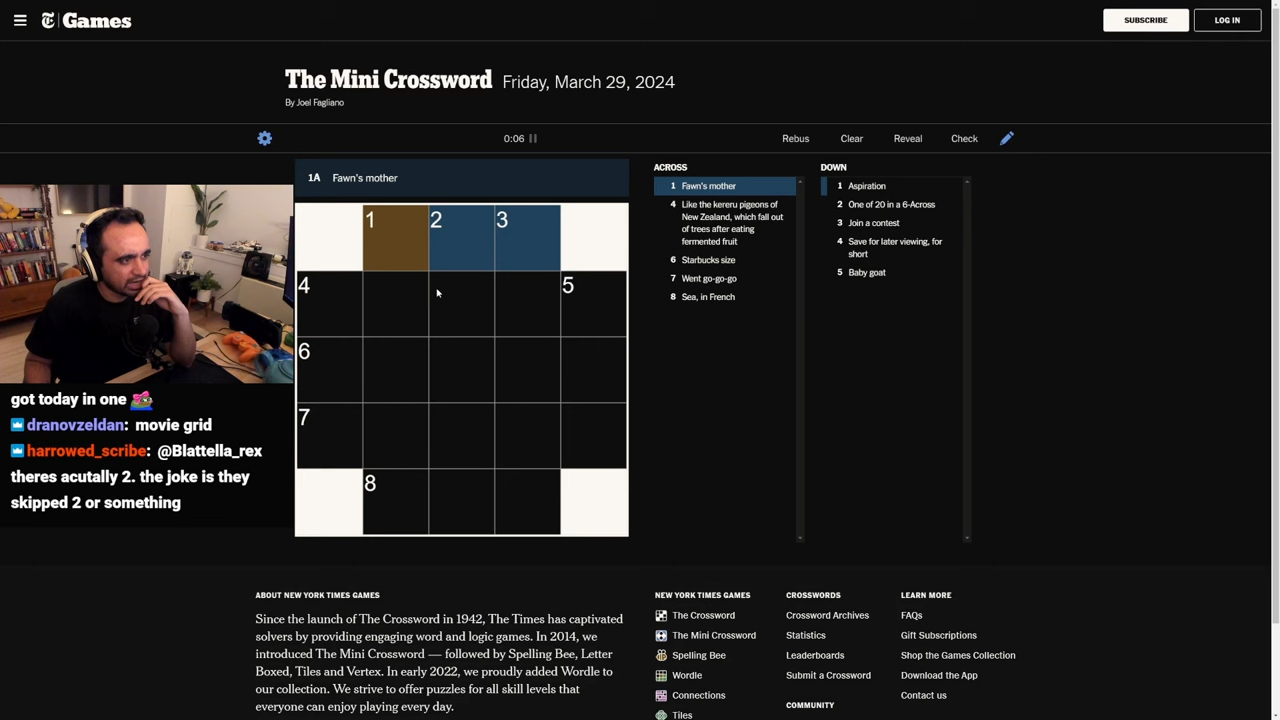 Games
SUBSCRIBE
LOG IN
The Mini Crossword Friday, March 29, 2024
By Joel Fagliano
0:06
Rebus
Clear
Reveal
Check
1A Fawn's mother
1
2
3
4
5
6
7
8
ACROSS
1 Fawn's mother
4 Like the kereru pigeons of
New Zealand, which fall out
of trees after eating
fermented fruit
6 Starbucks size
7 Went go-go-go
8 Sea, in French
DOWN
1 Aspiration
2 One of 20 in a 6-Across
3 Join a contest
4 Save for later viewing, for
short
5 Baby goat
got today in one
dranovzeldan: movie grid
harrowed_scribe: @Blattella_rex
theres acutally 2. the joke is they
skipped 2 or something
ABOUT NEW YORK TIMES GAMES
Since the launch of The Crossword in 1942, The Times has captivated
solvers by providing engaging word and logic games. In 2014, we
introduced The Mini Crossword — followed by Spelling Bee, Letter
Boxed, Tiles and Vertex. In early 2022, we proudly added Wordle to
our collection. We strive to offer puzzles for all skill levels that
everyone can enjoy playing every day.
NEW YORK TIMES GAMES
The Crossword
The Mini Crossword
Spelling Bee
Wordle
Connections
Tiles
CROSSWORDS
Crossword Archives
Statistics
Leaderboards
Submit a Crossword
COMMUNITY
LEARN MORE
FAQs
Gift Subscriptions
Shop the Games Collection
Download the App
Contact us